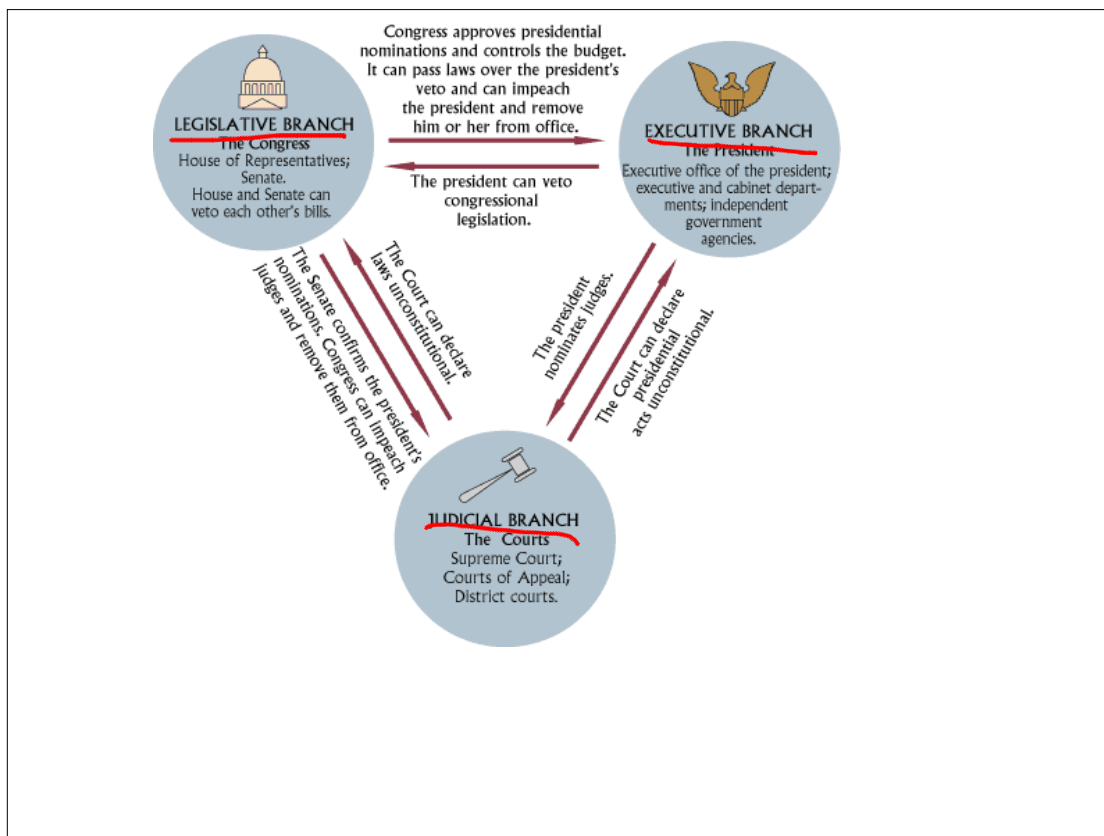 Congress approves presidential
nominations and controls the budget.
It can pass laws over the president's
veto and can impeach
the president and remove
him or her from office.
LEGISLATIVE BRANCH
The Congress
House of Representatives;
Senate.
House and Senate can
veto each other's bills.
EXECUTIVE BRANCH
The President
Executive office of the president;
executive and cabinet depart-
ments; independent
government
agencies.
The president can veto
congressional
legislation.
The Senate confirms the president's
nominations. Congress can impeach
judges and remove them from office.
The Court can declare
laws unconstitutional.
The president
nominates judges.
The Court can declare
presidential
acts unconstitutional.
JUDICIAL BRANCH
The Courts
Supreme Court;
Courts of Appeal;
District courts.